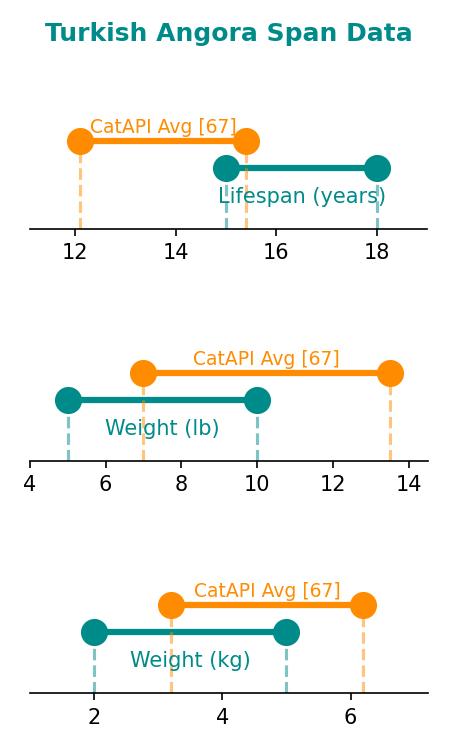 Turkish Angora Span Data
CatAPI Avg [67]
Lifespan (years)
12 14 16 18
CatAPI Avg [67]
Weight (lb)
4 6 8 10 12 14
CatAPI Avg [67]
Weight (kg)
2 4 6